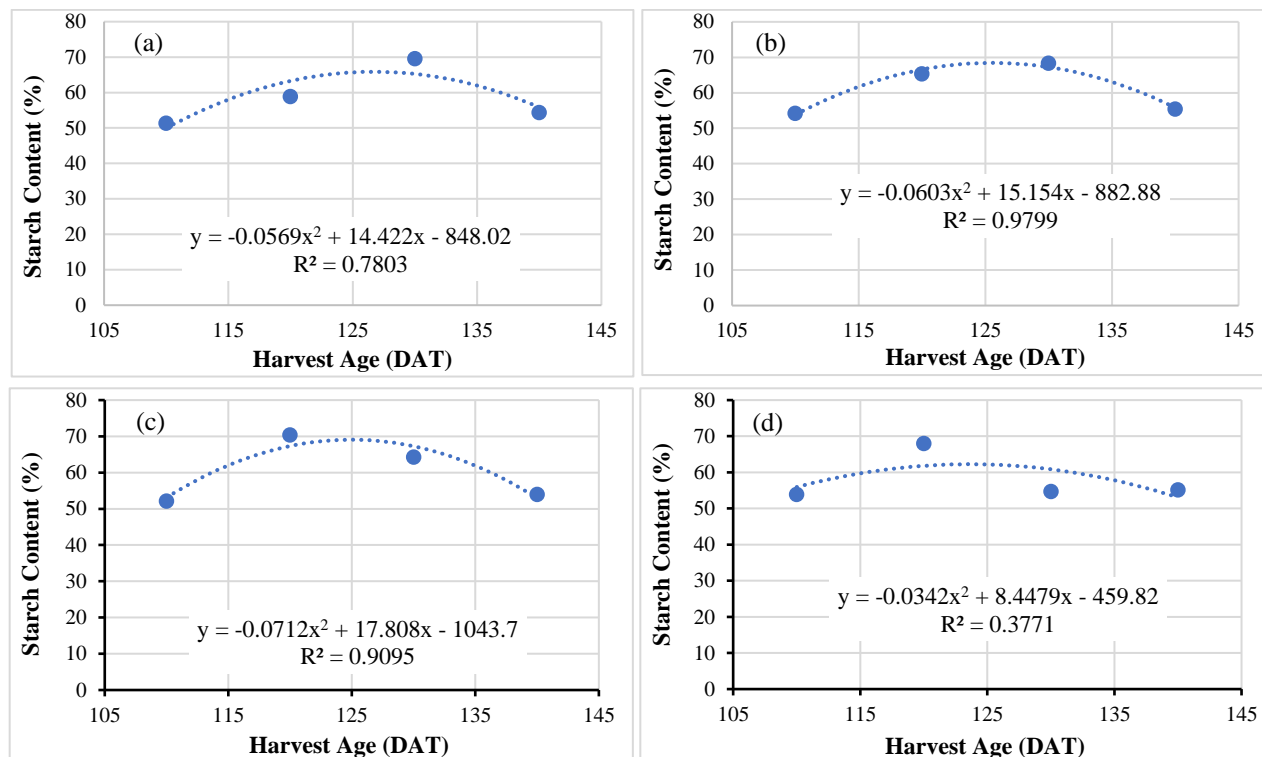 (a)
Starch Content (%)
80
70
60
50
40
30
20
10
0
y = -0.0569x² + 14.422x - 848.02
R² = 0.7803
105 115 125 135 145
Harvest Age (DAT)
(b)
Starch Content (%)
80
70
60
50
40
30
20
10
0
y = -0.0603x² + 15.154x - 882.88
R² = 0.9799
105 115 125 135 145
Harvest Age (DAT)
(c)
Starch Content (%)
80
70
60
50
40
30
20
10
0
y = -0.0712x² + 17.808x - 1043.7
R² = 0.9095
105 115 125 135 145
Harvest Age (DAT)
(d)
Starch Content (%)
80
70
60
50
40
30
20
10
0
y = -0.0342x² + 8.4479x - 459.82
R² = 0.3771
105 115 125 135 145
Harvest Age (DAT)